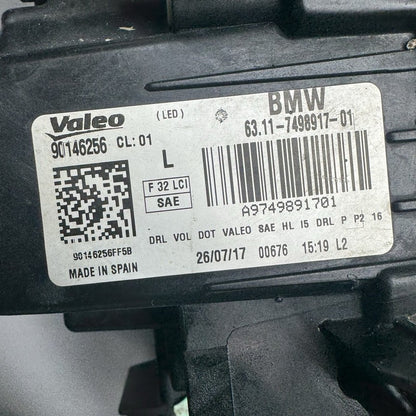 Valeo (LED) BMW
90146256 CL:01 63.11-7498917-01
L
F 32 LCI
SAE
A9749891701
DRL VOL DOT VALEO SAE HL I5 DRL P P2 16
90146256FF5B
MADE IN SPAIN 26/07/17 00676 15:19 L2